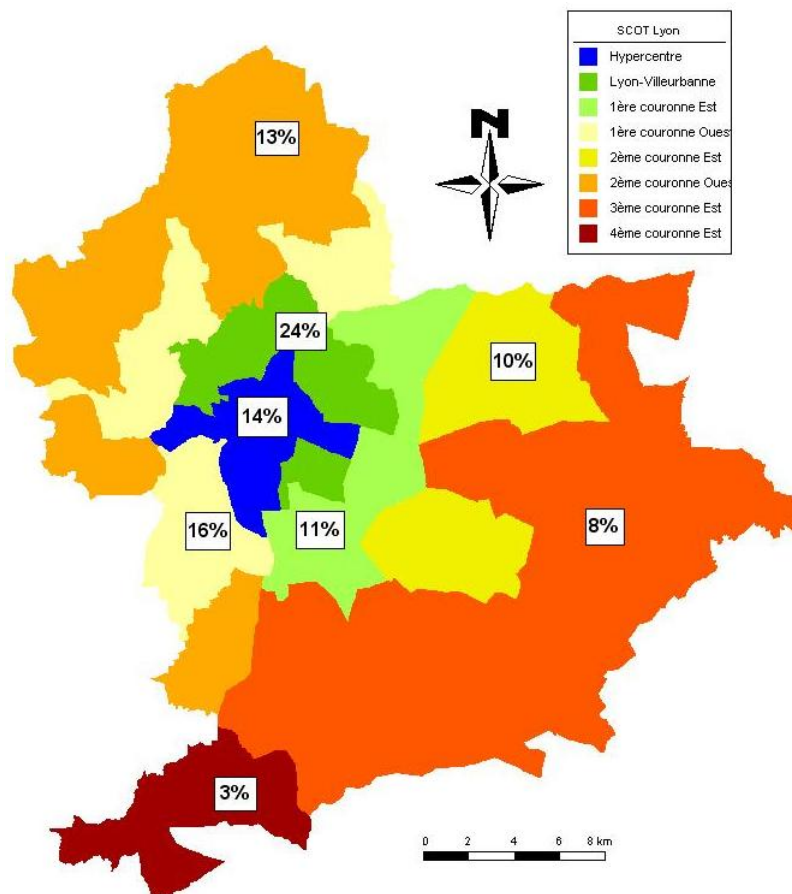 SCOT Lyon
Hypercentre
Lyon-Villeurbanne
1ère couronne Est
1ère couronne Oues
2ème couronne Est
2ème couronne Oues
3ème couronne Est
4ème couronne Est
N
13%
24%
10%
14%
16%
11%
8%
3%
0 2 4 6 8 km